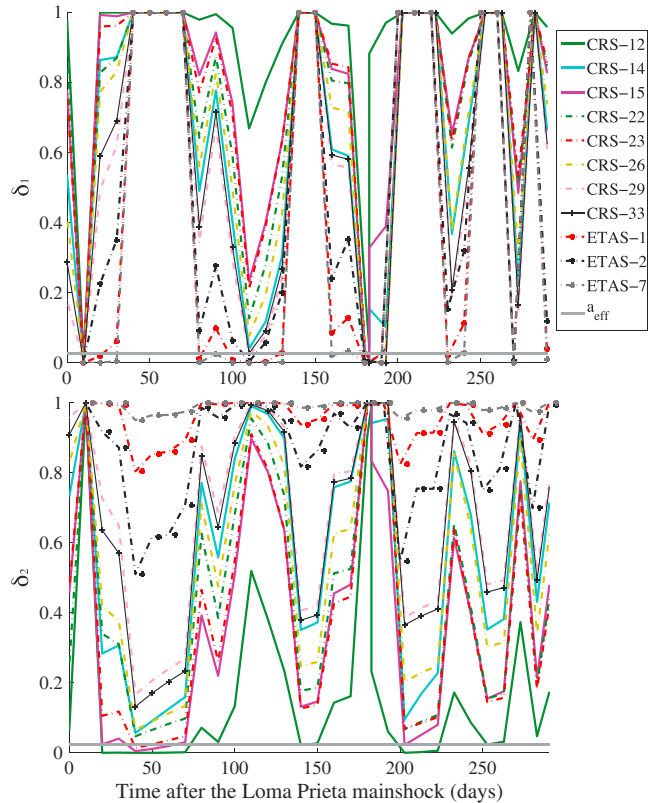 1
0.8
0.6
0.4
0.2
0
δ1
0 50 100 150 200 250
CRS−12
CRS−14
CRS−15
CRS−22
CRS−23
CRS−26
CRS−29
CRS−33
ETAS−1
ETAS−2
ETAS−7
a_eff
1
0.8
0.6
0.4
0.2
0
δ2
0 50 100 150 200 250
Time after the Loma Prieta mainshock (days)